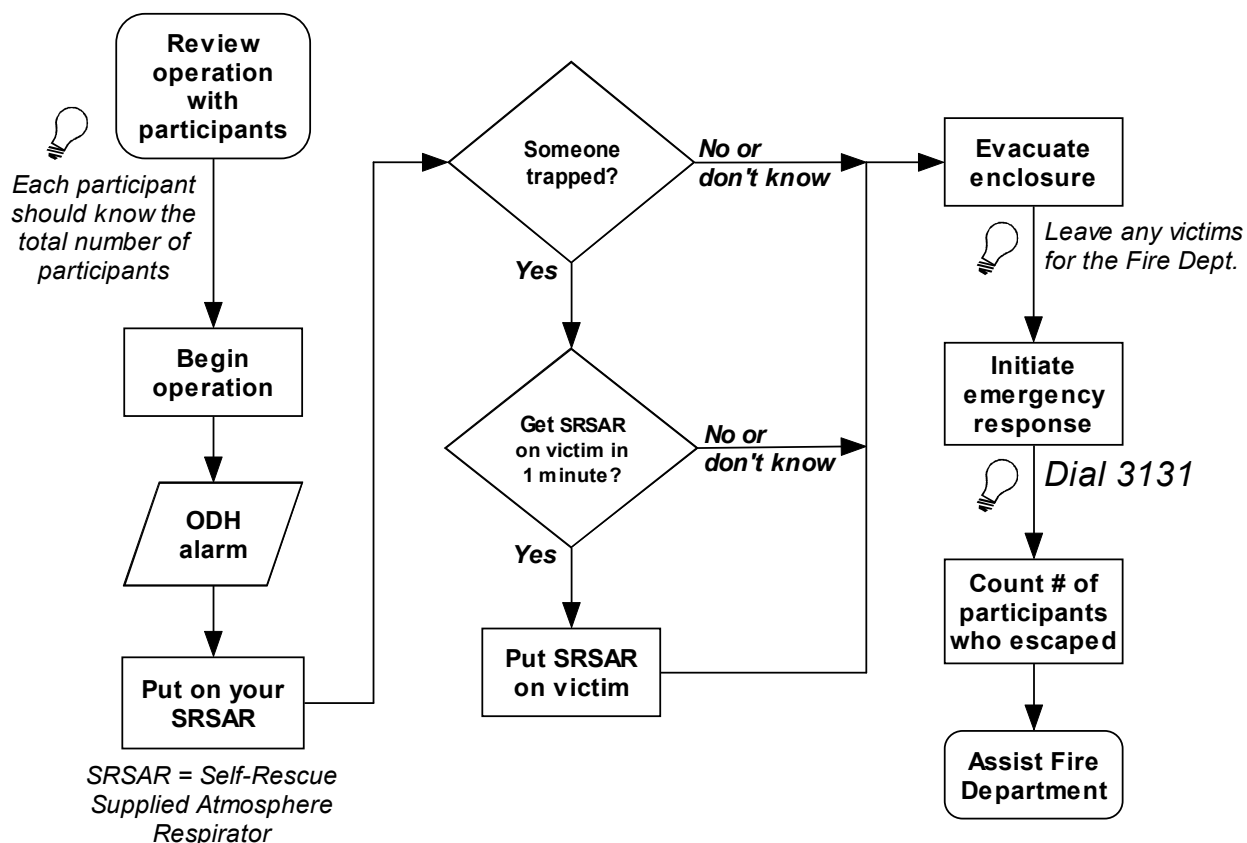 Review
operation
with
participants
Each participant
should know the
total number of
participants
Begin
operation
ODH
alarm
Put on your
SRSAR
SRSAR = Self-Rescue
Supplied Atmosphere
Respirator
Someone
trapped?
No or
don't know
Yes
Get SRSAR
on victim in
1 minute?
No or
don't know
Yes
Put SRSAR
on victim
Evacuate
enclosure
Leave any victims
for the Fire Dept.
Initiate
emergency
response
Dial 3131
Count # of
participants
who escaped
Assist Fire
Department